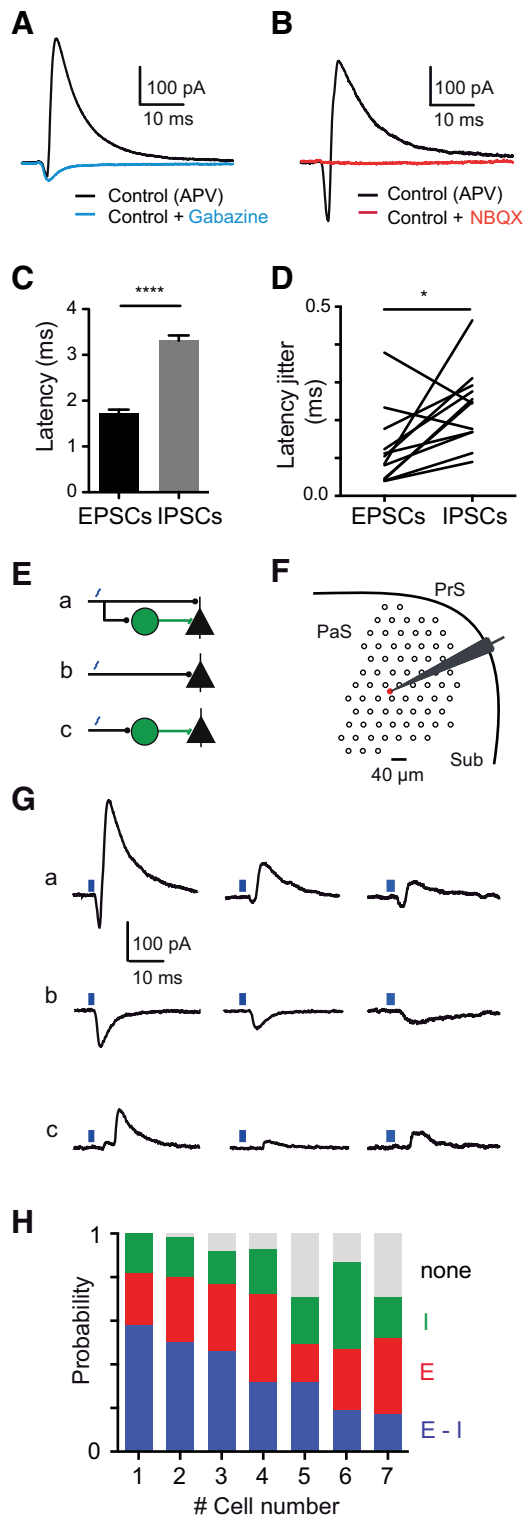 A
100 pA
10 ms
Control (APV)
Control + Gabazine
B
100 pA
10 ms
Control (APV)
Control + NBQX
C
****
Latency (ms)
4
3
2
1
0
EPSCs IPSCs
D
*
Latency jitter
(ms)
0.5
0.0
EPSCs IPSCs
E
a
b
c
F
PrS
PaS
Sub
40 µm
G
a
100 pA
10 ms
b
c
H
Probability
1
0
1 2 3 4 5 6 7
# Cell number
none
I
E
E - I